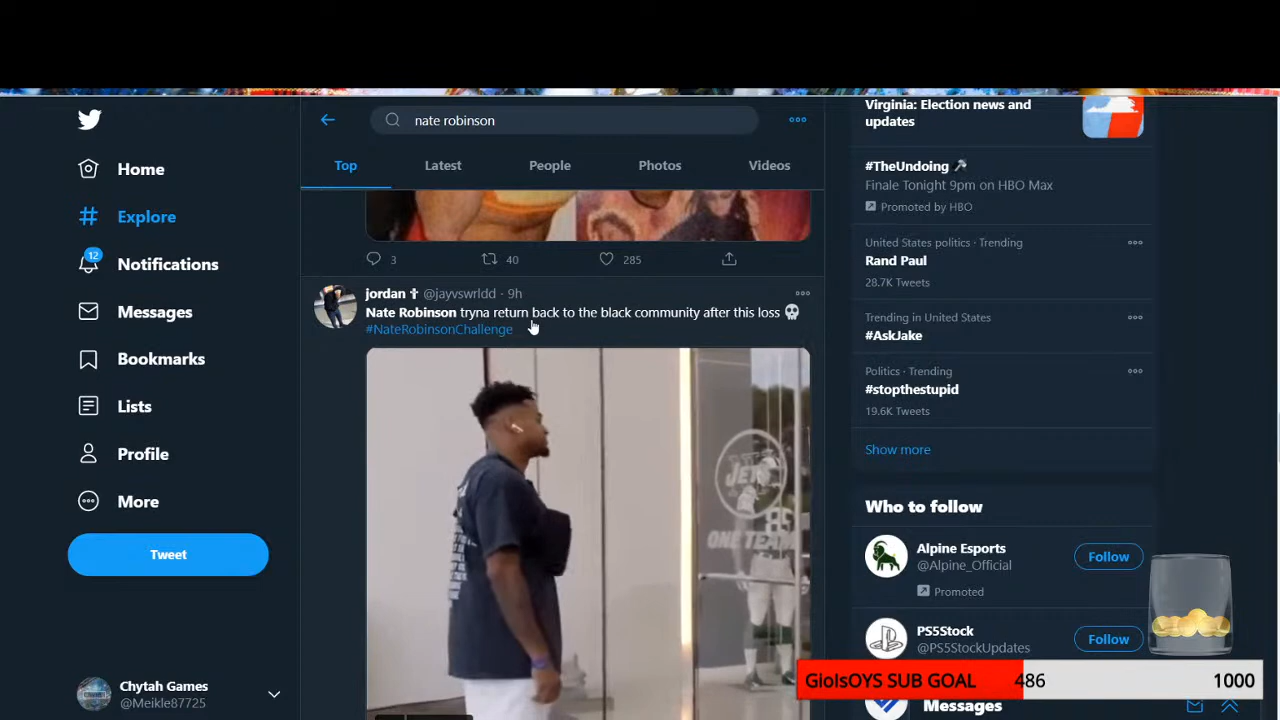 nate robinson
Home
Explore
12
Notifications
Messages
Bookmarks
Lists
Profile
More
Tweet
Chytah Games
@Meikle87725
Top
Latest
People
Photos
Videos
3
40
285
jordan ✝ @jayvswrldd · 9h
Nate Robinson tryna return back to the black community after this loss 💀
#NateRobinsonChallenge
JETS
ONE TEAM
Virginia: Election news and
updates
#TheUndoing
Finale Tonight 9pm on HBO Max
Promoted by HBO
United States politics · Trending
Rand Paul
28.7K Tweets
Trending in United States
#AskJake
Politics · Trending
#stopthestupid
19.6K Tweets
Show more
Who to follow
Alpine Esports
@Alpine_Official
Follow
Promoted
PS5Stock
@PS5StockUpdates
Follow
GioIsOYS SUB GOAL
486
1000
Messages